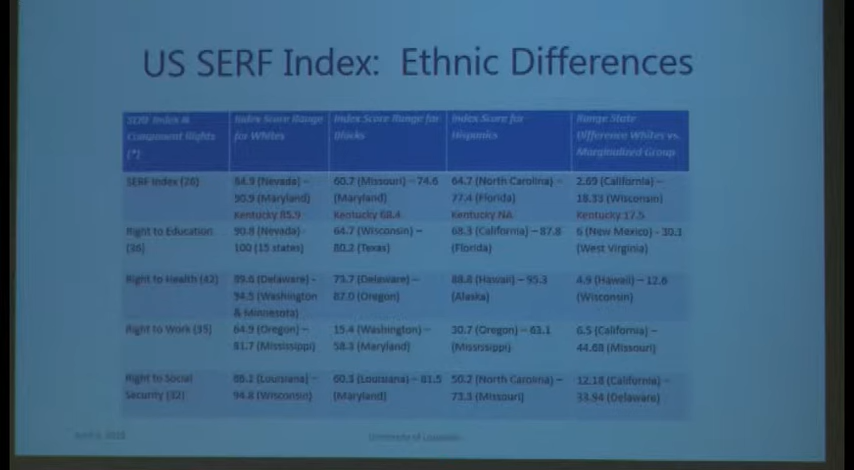 US SERF Index: Ethnic Differences
SERF Index & Component Rights (*)
Index Score Range for Whites
Index Score Range for Blacks
Index Score for Hispanics
Range State Difference Whites vs. Marginalized Group
SERF Index (26)
84.9 (Nevada) –
90.9 (Maryland)
Kentucky 85.9
60.7 (Missouri) – 74.6
(Maryland)
Kentucky 68.4
64.7 (North Carolina) –
77.4 (Florida)
Kentucky NA
2.69 (California) –
18.33 (Wisconsin)
Kentucky 17.5
Right to Education
(36)
90.8 (Nevada) -
100 (15 states)
64.7 (Wisconsin) –
80.2 (Texas)
68.3 (California) – 87.8
(Florida)
6 (New Mexico) - 30.1
(West Virginia)
Right to Health (42)
89.6 (Delaware) -
94.5 (Washington
& Minnesota)
73.7 (Delaware) –
87.0 (Oregon)
88.8 (Hawaii) – 95.3
(Alaska)
4.9 (Hawaii) – 12.6
(Wisconsin)
Right to Work (35)
64.9 (Oregon) –
81.7 (Mississippi)
15.4 (Washington) –
58.3 (Maryland)
30.7 (Oregon) – 63.1
(Mississippi)
6.5 (California) –
44.68 (Missouri)
Right to Social
Security (32)
(Louisiana) –
94.8 (Wisconsin)
60.3 (Louisiana) – 81.5
(Maryland)
50.2 (North Carolina) –
73.3 (Missouri)
12.18 (California) –
33.94 (Delaware)
University of